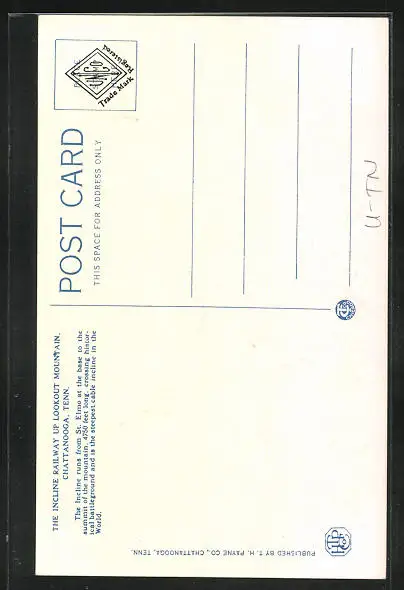 THE INCLINE RAILWAY UP LOOKOUT MOUNTAIN,
CHATTANOOGA, TENN.
The Incline runs from St. Elmo at the base to the
summit of the mountain, 4750 feet long, crossing histor-
ical battleground and is the steepest cable incline in the
World.
POST CARD
THIS SPACE FOR ADDRESS ONLY
Registered
Trade Mark
U-TN
PUBLISHED BY T. H. PAYNE CO., CHATTANOOGA, TENN.